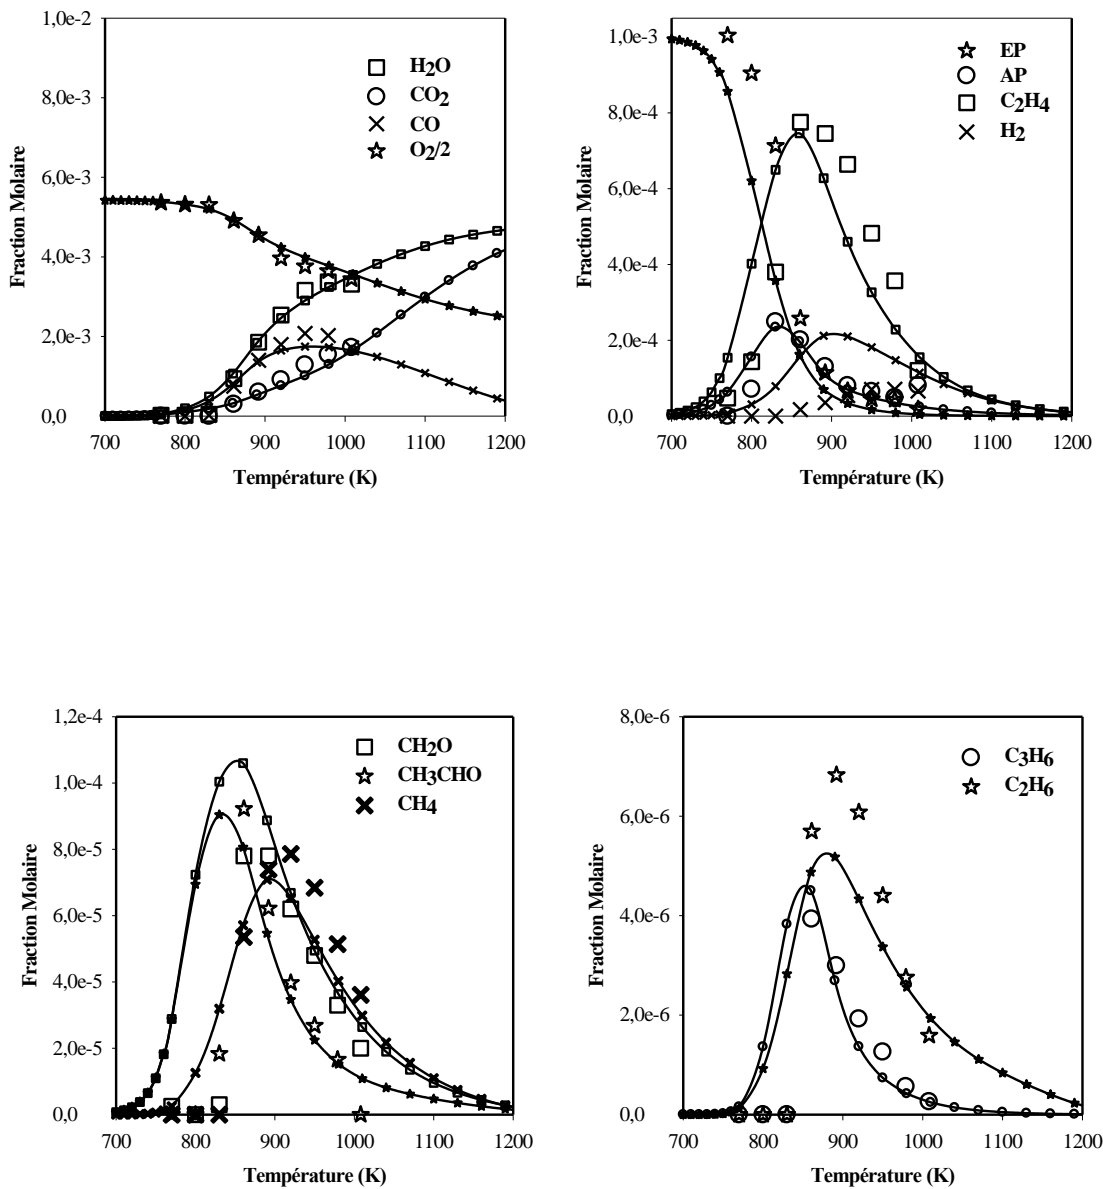 1,0e-2
8,0e-3
6,0e-3
4,0e-3
2,0e-3
0,0
700 800 900 1000 1100 1200
Fraction Molaire
Température (K)
H2O
CO2
CO
O2/2
1,0e-3
8,0e-4
6,0e-4
4,0e-4
2,0e-4
0,0
700 800 900 1000 1100 1200
Fraction Molaire
Température (K)
EP
AP
C2H4
H2
1,2e-4
1,0e-4
8,0e-5
6,0e-5
4,0e-5
2,0e-5
0,0
700 800 900 1000 1100 1200
Fraction Molaire
Température (K)
CH2O
CH3CHO
CH4
8,0e-6
6,0e-6
4,0e-6
2,0e-6
0,0
700 800 900 1000 1100 1200
Fraction Molaire
Température (K)
C3H6
C2H6